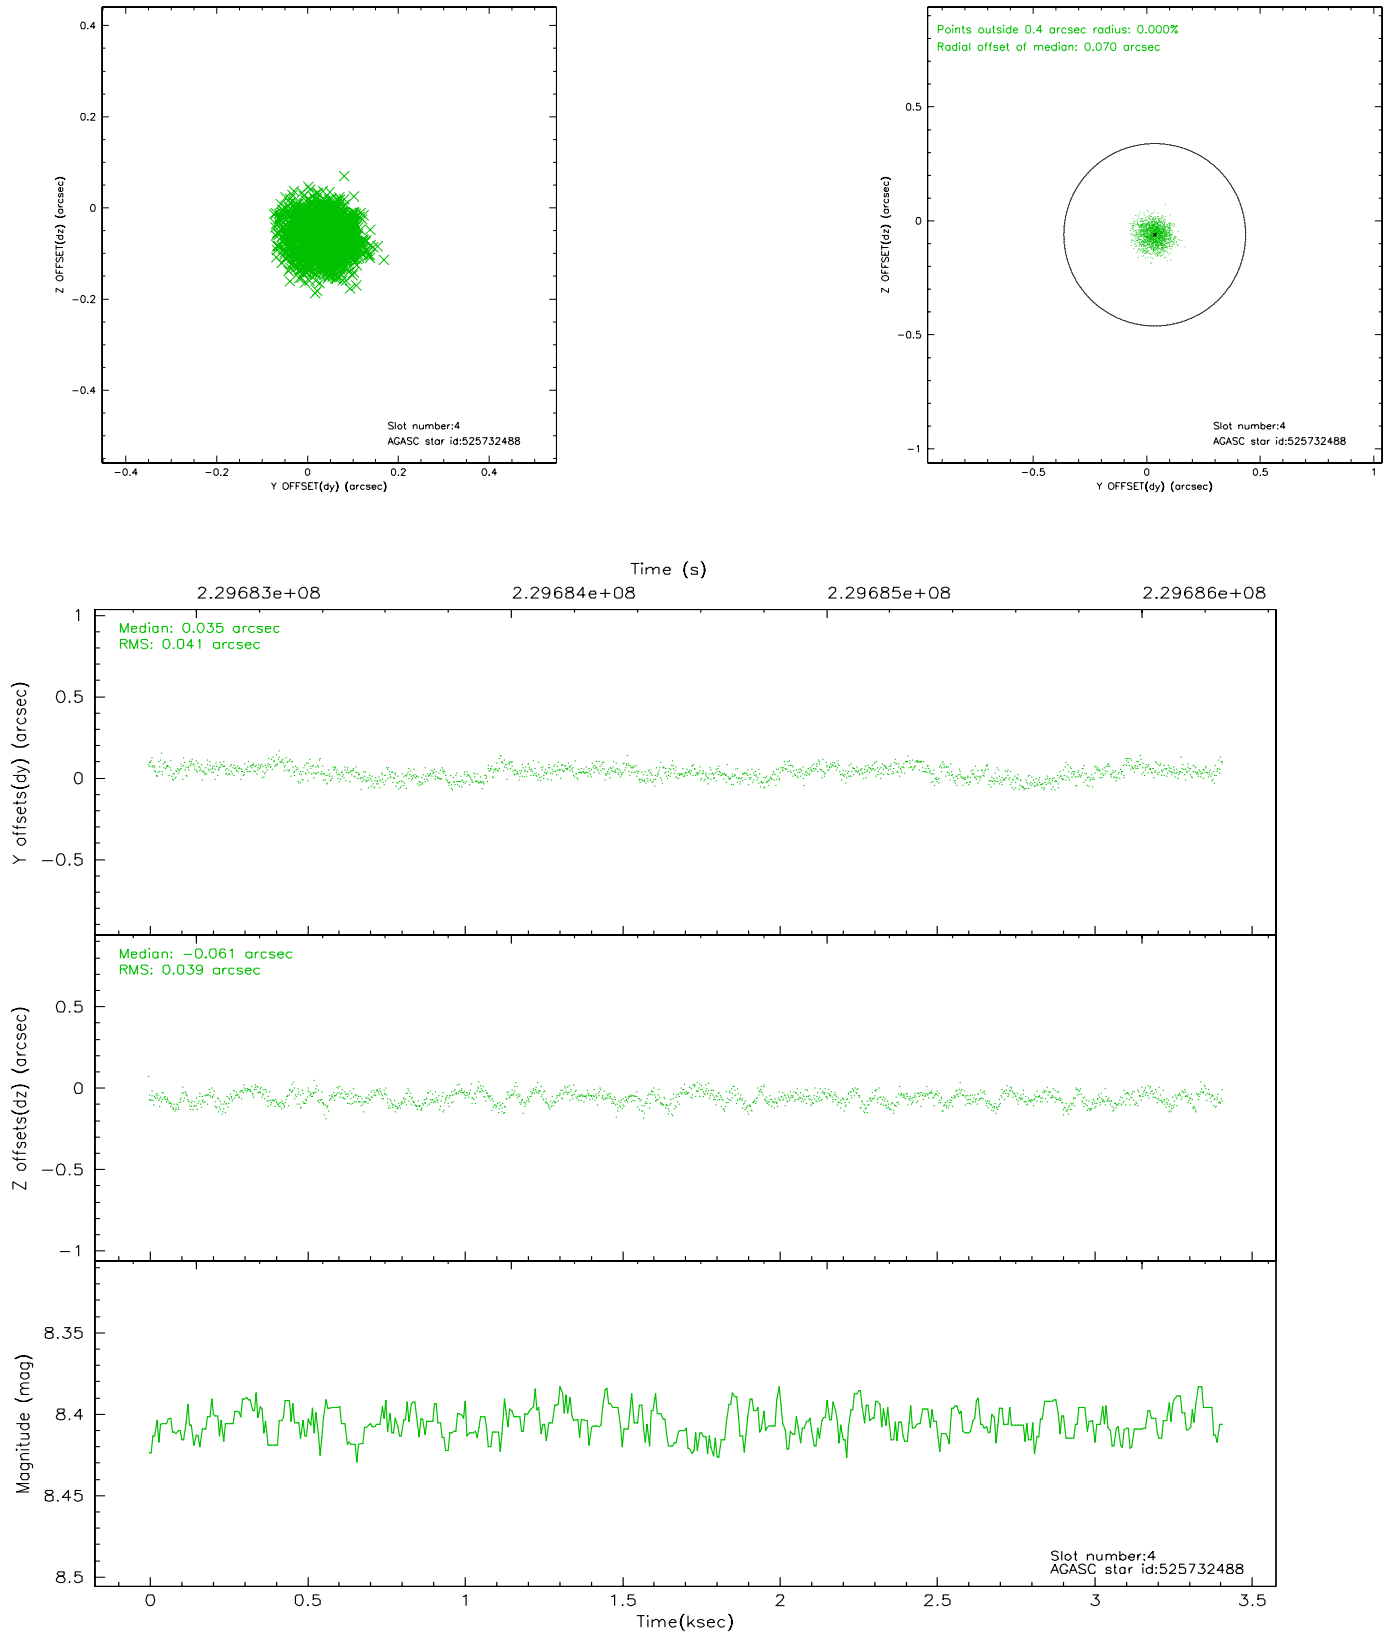 0.4
0.2
0
−0.2
−0.4
Z OFFSET(dz) (arcsec)
−0.4
−0.2
0
0.2
0.4
Y OFFSET(dy) (arcsec)
Slot number:4
AGASC star id:525732488
Points outside 0.4 arcsec radius: 0.000%
Radial offset of median: 0.070 arcsec
0.5
0
−0.5
−1
Z OFFSET(dz) (arcsec)
−0.5
0
0.5
1
Y OFFSET(dy) (arcsec)
Slot number:4
AGASC star id:525732488
Time (s)
2.29683e+08
2.29684e+08
2.29685e+08
2.29686e+08
Median: 0.035 arcsec
RMS: 0.041 arcsec
1
0.5
0
−0.5
Y offsets(dy) (arcsec)
Median: −0.061 arcsec
RMS: 0.039 arcsec
0.5
0
−0.5
−1
Z offsets(dz) (arcsec)
8.35
8.4
8.45
8.5
Magnitude (mag)
Slot number:4
AGASC star id:525732488
0
0.5
1
1.5
2
2.5
3
3.5
Time(ksec)